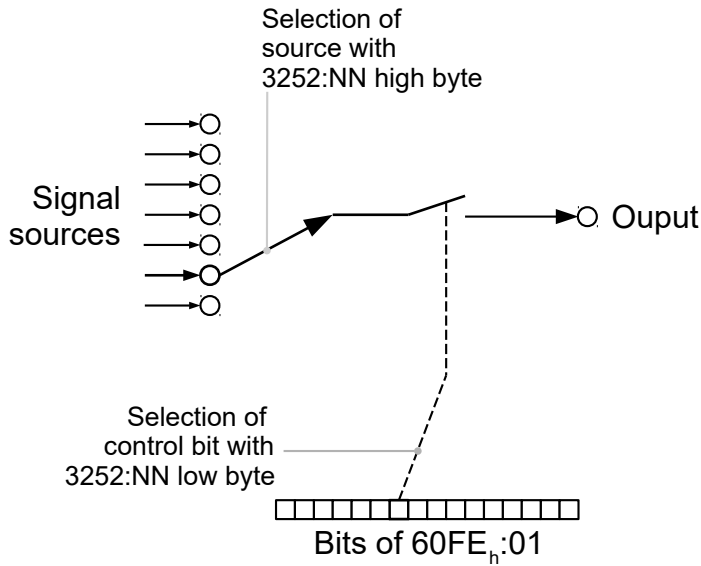 Selection of
source with
3252:NN high byte
Signal
sources
Ouput
Selection of
control bit with
3252:NN low byte
Bits of 60FEh:01